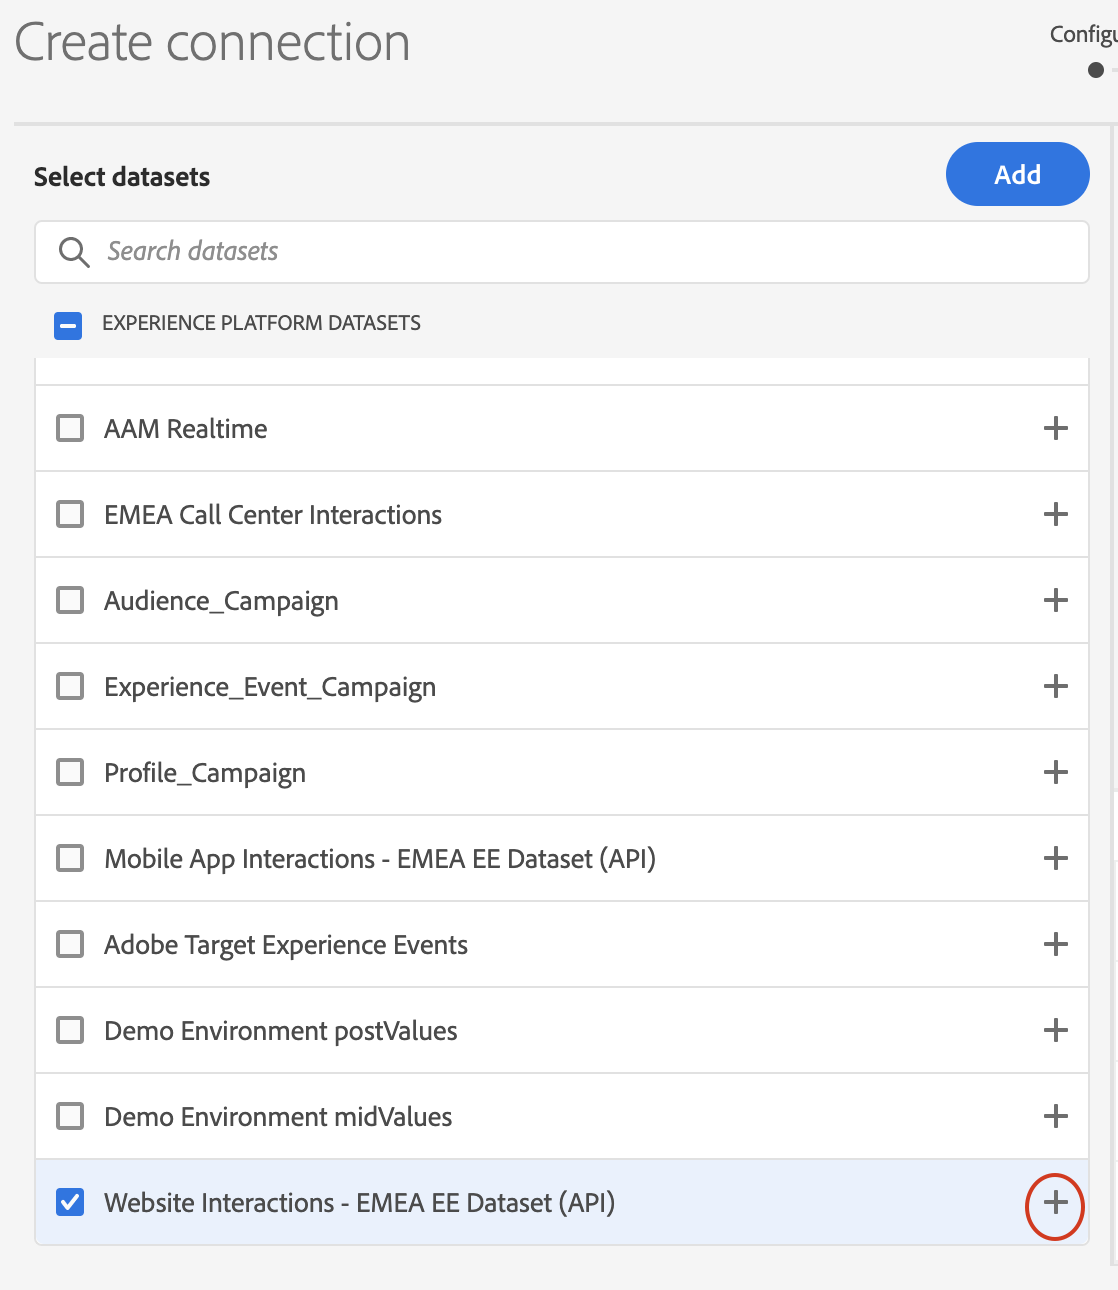 Create connection
Select datasets
Add
Search datasets
EXPERIENCE PLATFORM DATASETS
AAM Realtime
EMEA Call Center Interactions
Audience_Campaign
Experience_Event_Campaign
Profile_Campaign
Mobile App Interactions - EMEA EE Dataset (API)
Adobe Target Experience Events
Demo Environment postValues
Demo Environment midValues
Website Interactions - EMEA EE Dataset (API)